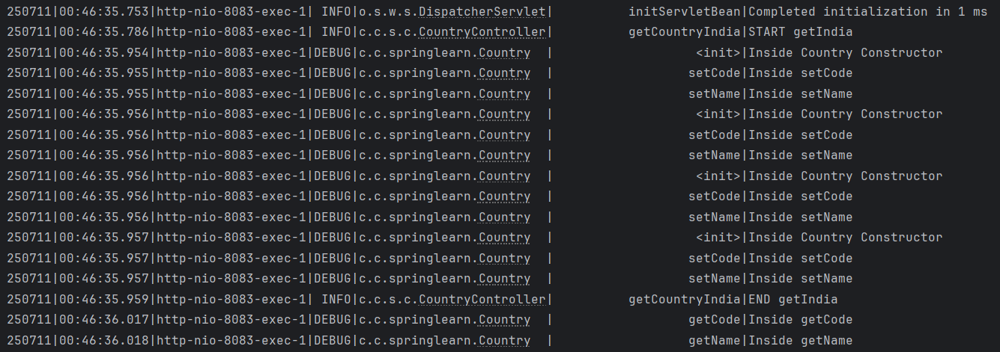 250711|00:46:35.753|http-nio-8083-exec-1| INFO|o.s.w.s.DispatcherServlet|          initServletBean|Completed initialization in 1 ms
250711|00:46:35.786|http-nio-8083-exec-1| INFO|c.c.s.c.CountryController|          getCountryIndia|START getIndia
250711|00:46:35.954|http-nio-8083-exec-1|DEBUG|c.c.springlearn.Country  |                   <init>|Inside Country Constructor
250711|00:46:35.955|http-nio-8083-exec-1|DEBUG|c.c.springlearn.Country  |                  setCode|Inside setCode
250711|00:46:35.955|http-nio-8083-exec-1|DEBUG|c.c.springlearn.Country  |                  setName|Inside setName
250711|00:46:35.956|http-nio-8083-exec-1|DEBUG|c.c.springlearn.Country  |                   <init>|Inside Country Constructor
250711|00:46:35.956|http-nio-8083-exec-1|DEBUG|c.c.springlearn.Country  |                  setCode|Inside setCode
250711|00:46:35.956|http-nio-8083-exec-1|DEBUG|c.c.springlearn.Country  |                  setName|Inside setName
250711|00:46:35.956|http-nio-8083-exec-1|DEBUG|c.c.springlearn.Country  |                   <init>|Inside Country Constructor
250711|00:46:35.956|http-nio-8083-exec-1|DEBUG|c.c.springlearn.Country  |                  setCode|Inside setCode
250711|00:46:35.956|http-nio-8083-exec-1|DEBUG|c.c.springlearn.Country  |                  setName|Inside setName
250711|00:46:35.957|http-nio-8083-exec-1|DEBUG|c.c.springlearn.Country  |                   <init>|Inside Country Constructor
250711|00:46:35.957|http-nio-8083-exec-1|DEBUG|c.c.springlearn.Country  |                  setCode|Inside setCode
250711|00:46:35.957|http-nio-8083-exec-1|DEBUG|c.c.springlearn.Country  |                  setName|Inside setName
250711|00:46:35.959|http-nio-8083-exec-1| INFO|c.c.s.c.CountryController|          getCountryIndia|END getIndia
250711|00:46:36.017|http-nio-8083-exec-1|DEBUG|c.c.springlearn.Country  |                  getCode|Inside getCode
250711|00:46:36.018|http-nio-8083-exec-1|DEBUG|c.c.springlearn.Country  |                  getName|Inside getName